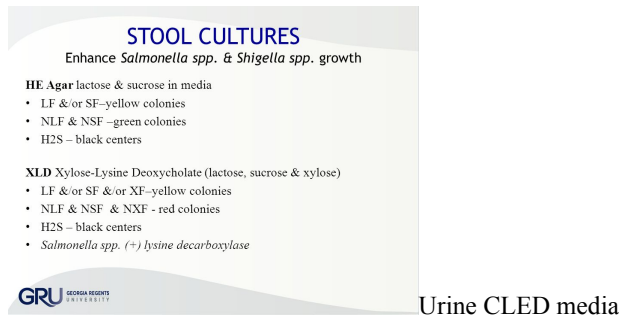 STOOL CULTURES
Enhance Salmonella spp. & Shigella spp. growth
HE Agar lactose & sucrose in media
• LF &/or SF–yellow colonies
• NLF & NSF –green colonies
• H2S – black centers
XLD Xylose-Lysine Deoxycholate (lactose, sucrose & xylose)
• LF &/or SF &/or XF–yellow colonies
• NLF & NSF & NXF - red colonies
• H2S – black centers
• Salmonella spp. (+) lysine decarboxylase
GRU GEORGIA REGENTS
UNIVERSITY
Urine CLED media